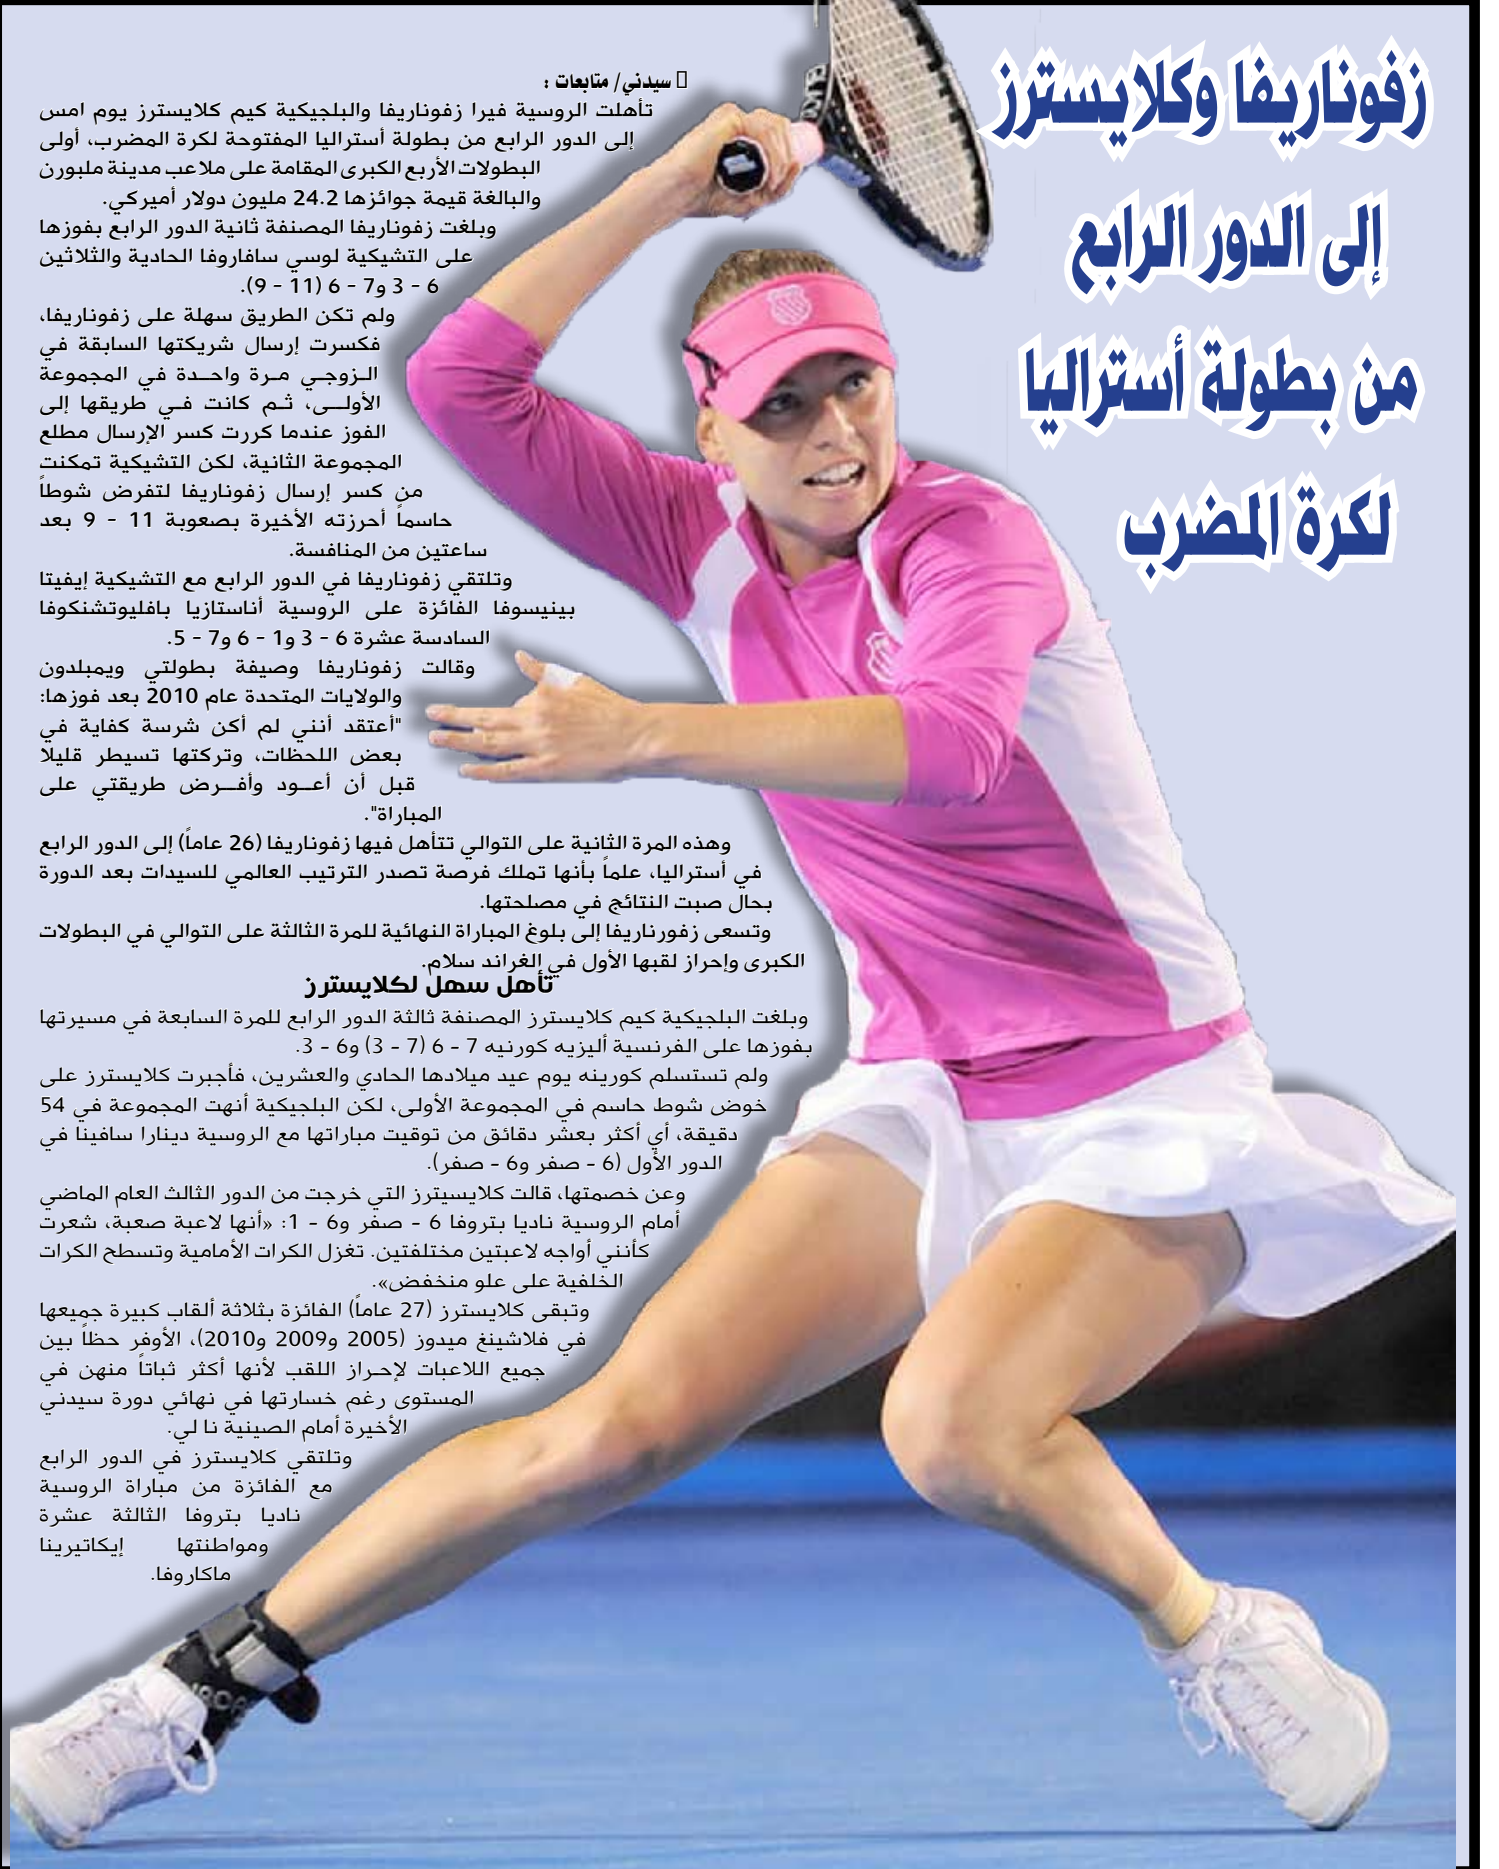 زفوناريفا وكلايسترز
إلى الدور الرابع
من بطولة أستراليا
لكرة المضرب
سيدني/ متابعات :
تأهلت الروسية فيرا زفوناريفا والبلجيكية كيم كلايسترز يوم امس
إلى الدور الرابع من بطولة أستراليا المفتوحة لكرة المضرب، أولى
البطولات الأربع الكبرى المقامة على ملاعب مدينة ملبورن
والبالغة قيمة جوائزها 24.2 مليون دولار أميركي.
وبلغت زفوناريفا المصنفة ثانية الدور الرابع بفوزها
على التشيكية لوسي سافاروفا الحادية والثلاثين
6 - 3 و7 - 6 (11 - 9).
ولم تكن الطريق سهلة على زفوناريفا،
فكسرت إرسال شريكتها السابقة في
الـزوجـي مـرة واحــدة في المجموعة
الأولــى، ثـم كانت فـي طريقها إلى
الفوز عندما كررت كسر الإرسال مطلع
المجموعة الثانية، لكن التشيكية تمكنت
من كسر إرسال زفوناريفا لتفرض شوطاً
حاسماً أحرزته الأخيرة بصعوبة 11 - 9 بعد
ساعتين من المنافسة.
وتلتقي زفوناريفا في الدور الرابع مع التشيكية إيفيتا
بينيسوفا الفائزة على الروسية أناستازيا بافليوتشنكوفا
السادسة عشرة 6 - 3 و1 - 6 و7 - 5.
وقالت زفوناريفا وصيفة بطولتي ويمبلدون
والولايات المتحدة عام 2010 بعد فوزها:
"أعتقد أنني لم أكن شرسة كفاية في
بعض اللحظات، وتركتها تسيطر قليلا
قبل أن أعــود وأفــرض طريقتي على
المباراة".
وهذه المرة الثانية على التوالي تتأهل فيها زفوناريفا (26 عاماً) إلى الدور الرابع
في أستراليا، علماً بأنها تملك فرصة تصدر الترتيب العالمي للسيدات بعد الدورة
بحال صبت النتائج في مصلحتها.
وتسعى زفورناريفا إلى بلوغ المباراة النهائية للمرة الثالثة على التوالي في البطولات
الكبرى وإحراز لقبها الأول في الغراند سلام.
تأهل سهل لكلايسترز
وبلغت البلجيكية كيم كلايسترز المصنفة ثالثة الدور الرابع للمرة السابعة في مسيرتها
بفوزها على الفرنسية أليزيه كورنيه 7 - 6 (7 - 3) و6 - 3.
ولم تستسلم كورينه يوم عيد ميلادها الحادي والعشرين، فأجبرت كلايسترز على
خوض شوط حاسم في المجموعة الأولى، لكن البلجيكية أنهت المجموعة في 54
دقيقة، أي أكثر بعشر دقائق من توقيت مباراتها مع الروسية دينارا سافينا في
الدور الأول (6 - صفر و6 - صفر).
وعن خصمتها، قالت كلايسيترز التي خرجت من الدور الثالث العام الماضي
أمام الروسية ناديا بتروفا 6 - صفر و6 - 1: «أنها لاعبة صعبة، شعرت
كأنني أواجه لاعبتين مختلفتين. تغزل الكرات الأمامية وتسطح الكرات
الخلفية على علو منخفض».
وتبقى كلايسترز (27 عاماً) الفائزة بثلاثة ألقاب كبيرة جميعها
في فلاشينغ ميدوز (2005 و2009 و2010)، الأوفر حظاً بين
جميع اللاعبات لإحـراز اللقب لأنها أكثر ثباتاً منهن في
المستوى رغم خسارتها في نهائي دورة سيدني
الأخيرة أمام الصينية نا لي.
وتلتقي كلايسترز في الدور الرابع
مع الفائزة من مباراة الروسية
ناديا بتروفا الثالثة عشرة
ومواطنتها إيكاتيرينا
ماكاروفا.